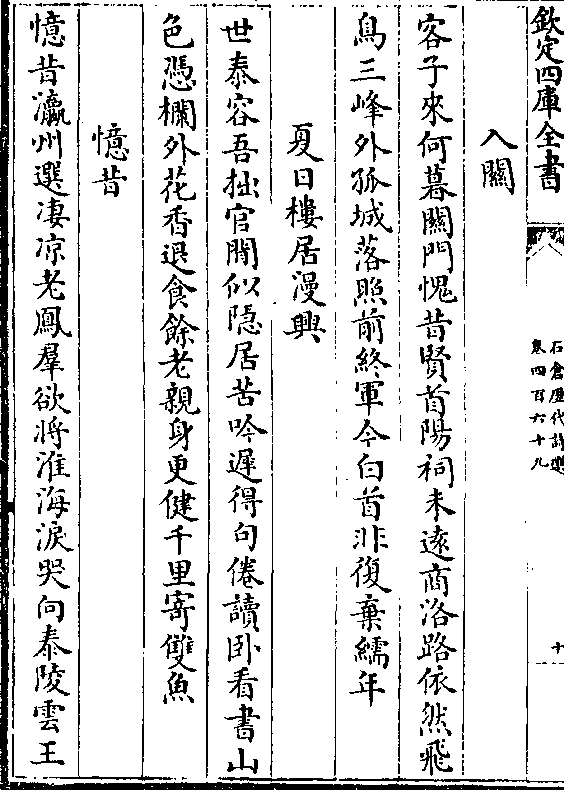 欽定四庫全書
石倉歷代詩選
卷四百六十九
十
入關
客子來何暮關門愧昔賢首陽祠未遠商洛路依然飛
鳥三峰外孤城落照前終軍今白首非復棄繻年
夏日樓居漫興
世泰容吾拙官閒似隱居苦吟遲得句倦讀卧看書山
色憑欄外花香退食餘老親身更健千里寄雙魚
憶昔
憶昔瀛州選凄凉老鳳羣欲將淮海淚哭向泰陵雲王